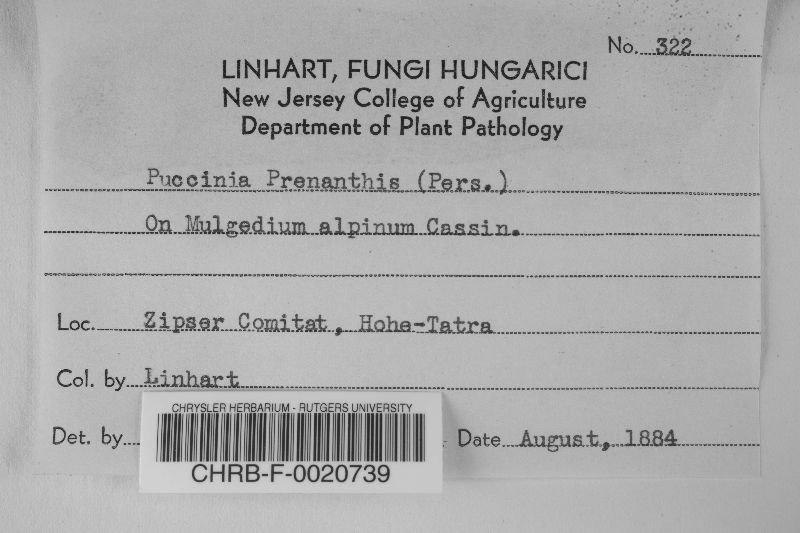 No. 322
LINHART, FUNGI HUNGARICI
New Jersey College of Agriculture
Department of Plant Pathology
Puccinia Prenanthis (Pers.)
On Mulgedium alpinum Cassin.
Loc. Zipser Comitat, Hohe-Tatra
Col. by Linhart
Det. by Date August, 1884
CHRYSLER HERBARIUM - RUTGERS UNIVERSITY
CHRB-F-0020739